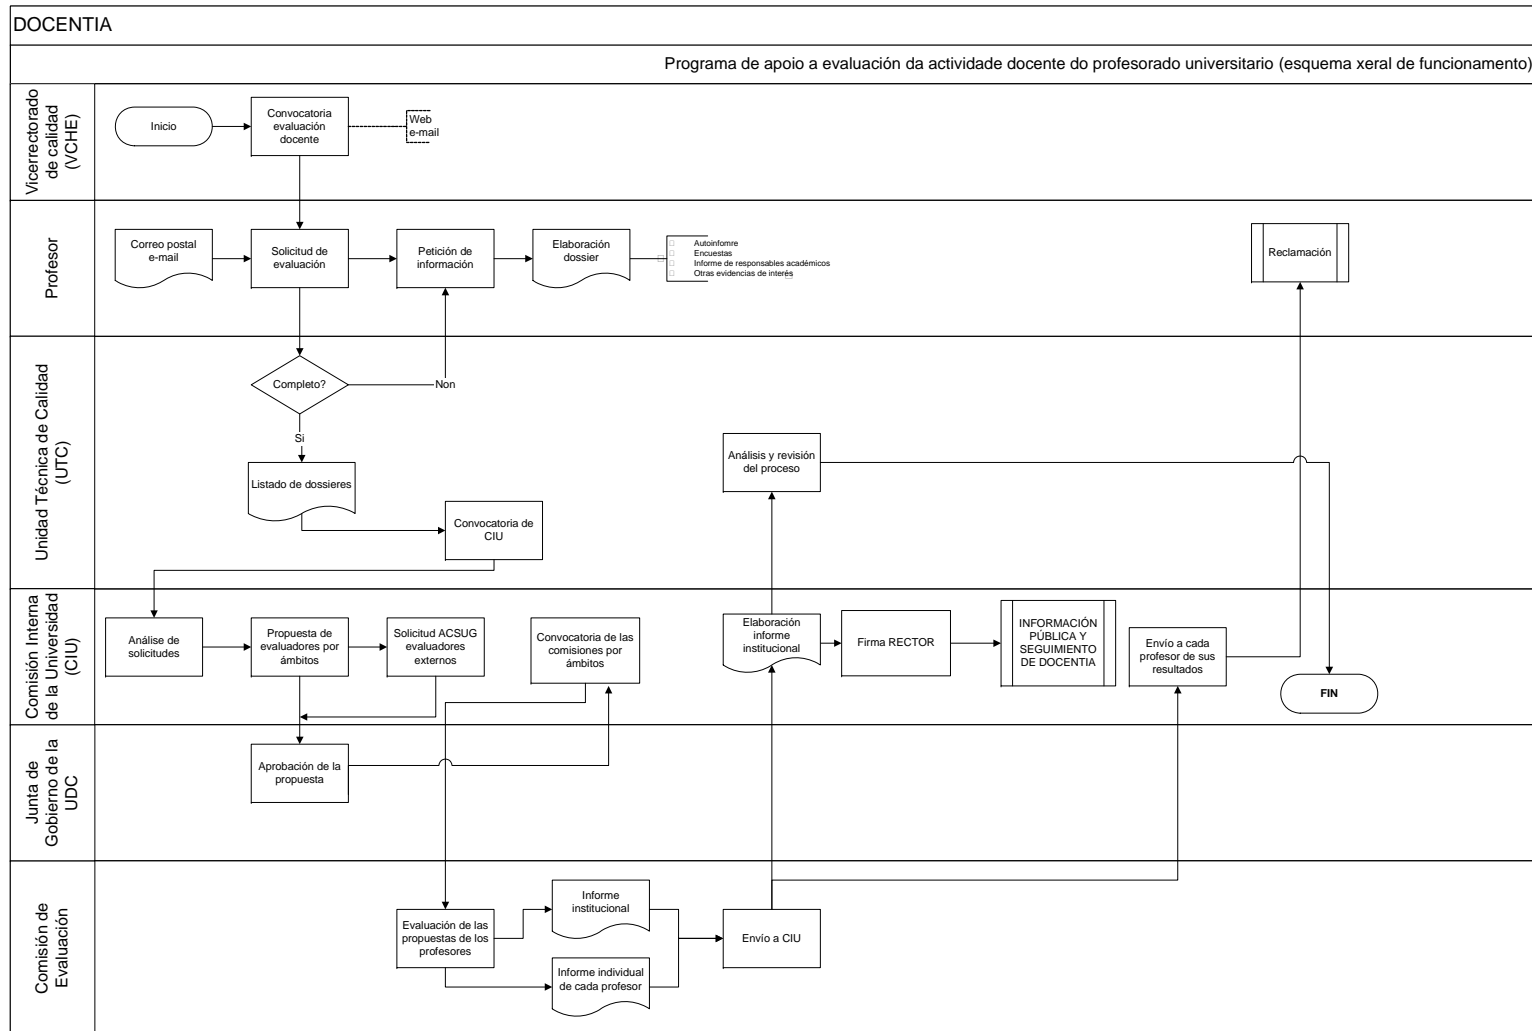 DOCENTIA
Programa de apoio a evaluación da actividade docente do profesorado universitario (esquema xeral de funcionamento)
Vicerrectorado
de calidad
(VCHE)
Inicio
Convocatoria
evaluación
docente
Web
e-mail
Profesor
Correo postal
e-mail
Solicitud de
evaluación
Petición de
información
Elaboración
dossier
Autoinfomre
Encuestas
Informe de responsables académicos
Otras evidencias de interés
Reclamación
Unidad Técnica de Calidad
(UTC)
Completo?
Non
Si
Listado de dossieres
Convocatoria de
CIU
Análisis y revisión
del proceso
Comisión Interna
de la Universidad
(CIU)
Análise de
solicitudes
Propuesta de
evaluadores por
ámbitos
Solicitud ACSUG
evaluadores
externos
Convocatoria de las
comisiones por
ámbitos
Elaboración
informe
institucional
Firma RECTOR
INFORMACIÓN
PÚBLICA Y
SEGUIMIENTO
DE DOCENTIA
Envío a cada
profesor de sus
resultados
FIN
Junta de
Gobierno de la
UDC
Aprobación de la
propuesta
Comisión de
Evaluación
Evaluación de las
propuestas de los
profesores
Informe
institucional
Informe individual
de cada profesor
Envío a CIU